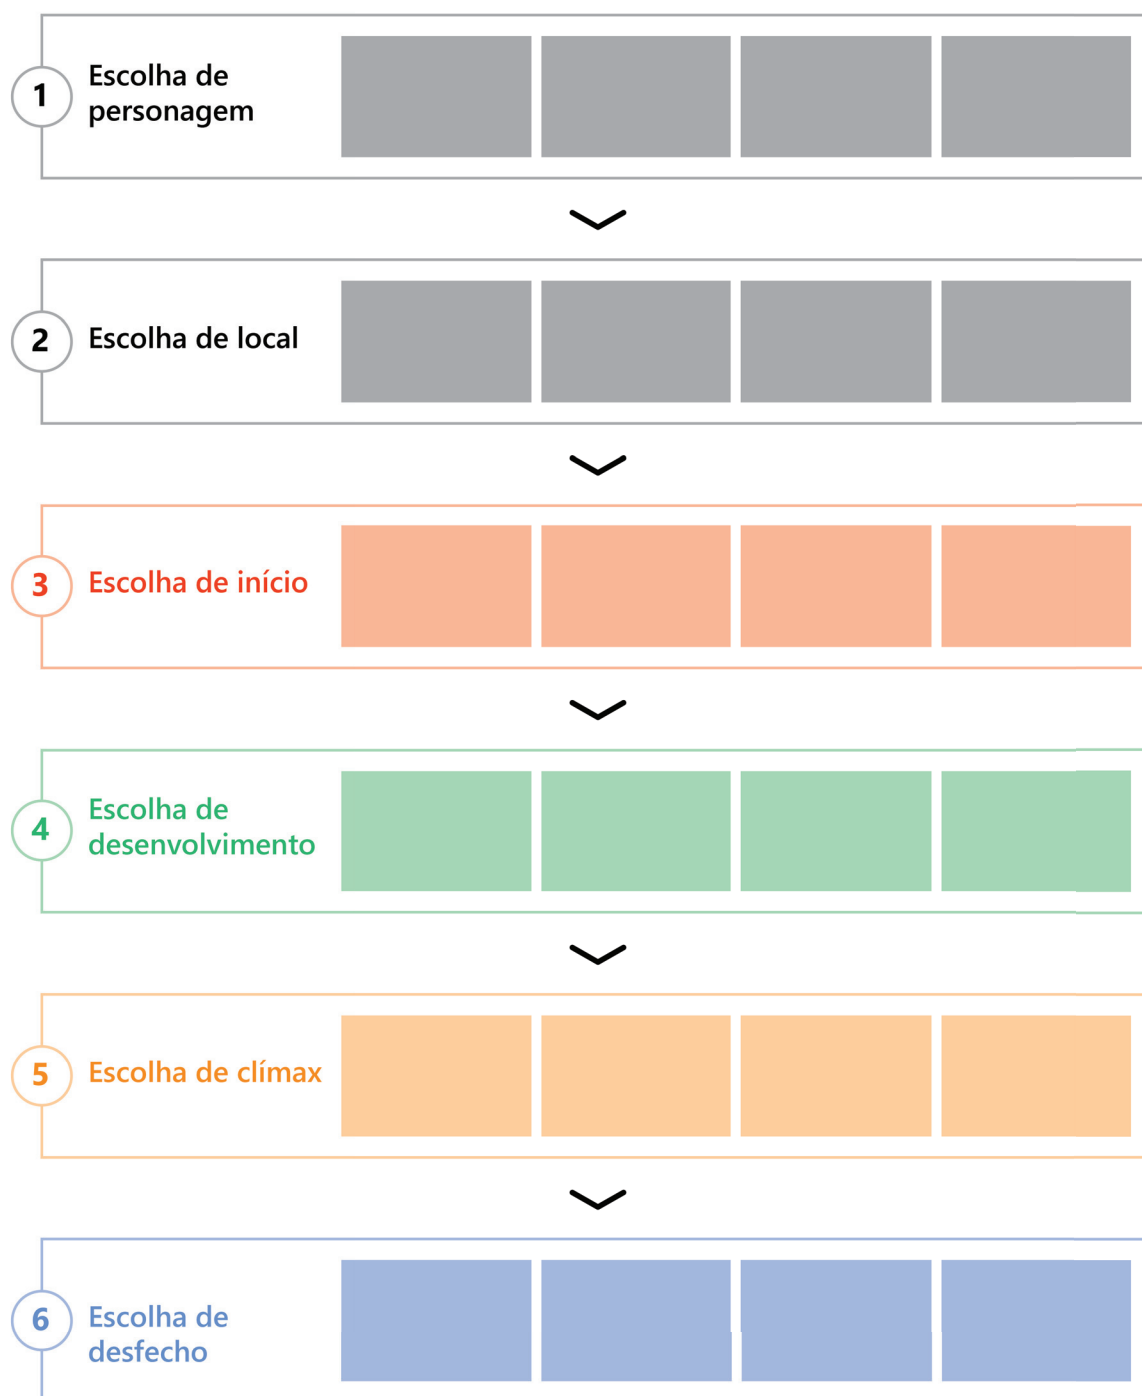 1
Escolha de
personagem
2
Escolha de local
3
Escolha de início
4
Escolha de
desenvolvimento
5
Escolha de clímax
6
Escolha de
desfecho